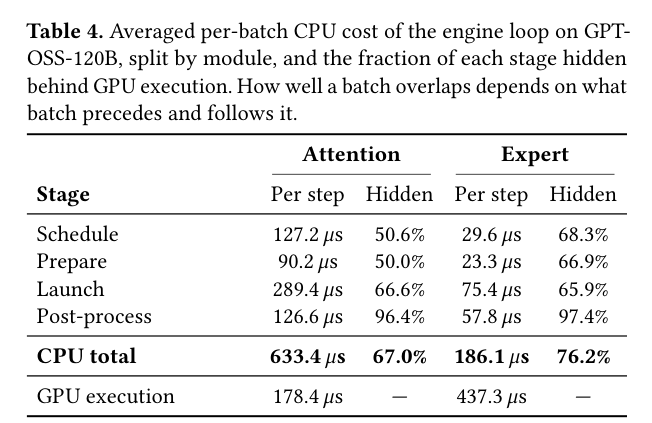 Table 4. Averaged per-batch CPU cost of the engine loop on GPT-
OSS-120B, split by module, and the fraction of each stage hidden
behind GPU execution. How well a batch overlaps depends on what
batch precedes and follows it.
Attention Expert
Stage Per step Hidden Per step Hidden
Schedule 127.2 μs 50.6% 29.6 μs 68.3%
Prepare 90.2 μs 50.0% 23.3 μs 66.9%
Launch 289.4 μs 66.6% 75.4 μs 65.9%
Post-process 126.6 μs 96.4% 57.8 μs 97.4%
CPU total 633.4 μs 67.0% 186.1 μs 76.2%
GPU execution 178.4 μs — 437.3 μs —